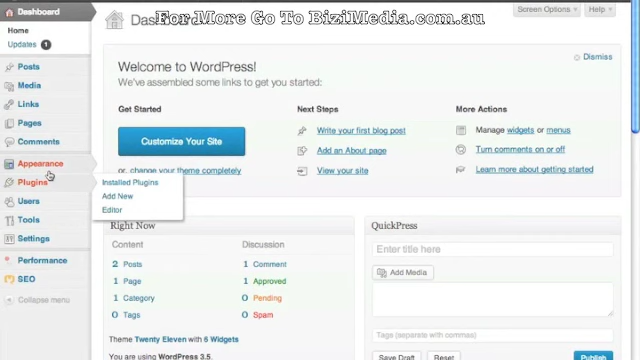 Dashboard
For More Go To BiziMedia.com.au
Screen Options
Help
Home
Updates 1
Dashboard
Posts
Media
Links
Pages
Comments
Appearance
Plugins
Installed Plugins
Add New
Editor
Users
Tools
Settings
Performance
SEO
Collapse menu
Dismiss
Welcome to WordPress!
We've assembled some links to get you started:
Get Started
Customize Your Site
or, change your theme completely
Next Steps
Write your first blog post
Add an About page
View your site
More Actions
Manage widgets or menus
Turn comments on or off
Learn more about getting started
Right Now
Content
2 Posts
1 Page
1 Category
0 Tags
Discussion
1 Comment
1 Approved
0 Pending
0 Spam
Theme Twenty Eleven with 6 Widgets
You are using WordPress 3.5.
QuickPress
Enter title here
Add Media
Tags (separate with commas)
Save Draft
Reset
Publish